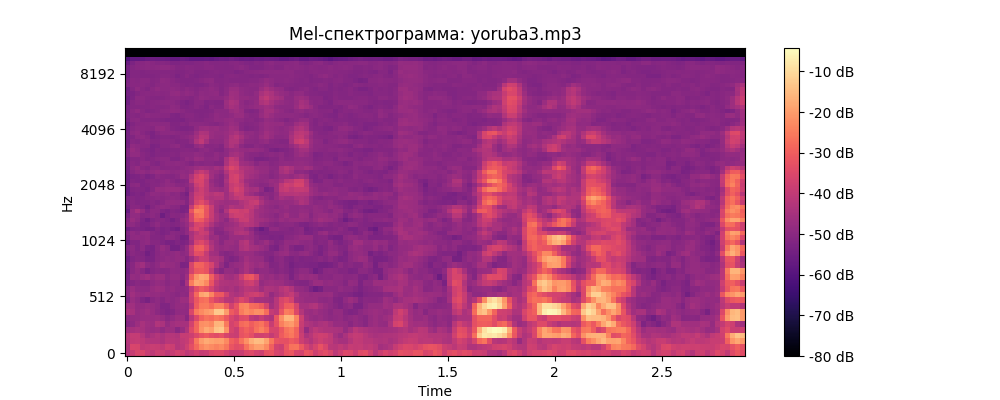 Mel-спектрограмма: yoruba3.mp3
8192
4096
2048
1024
512
0
Hz
0 0.5 1 1.5 2 2.5
Time
-10 dB
-20 dB
-30 dB
-40 dB
-50 dB
-60 dB
-70 dB
-80 dB